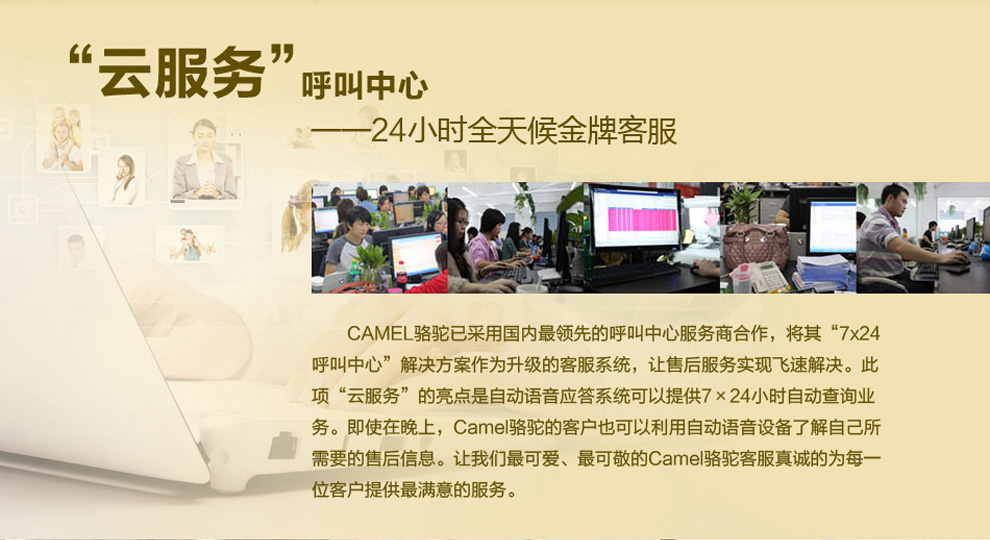 “云服务”呼叫中心
——24小时全天候金牌客服
CAMEL骆驼已采用国内最领先的呼叫中心服务商合作，将其“7x24
呼叫中心”解决方案作为升级的客服系统，让售后服务实现飞速解决。此
项“云服务”的亮点是自动语音应答系统可以提供7×24小时自动查询业
务。即使在晚上，Camel骆驼的客户也可以利用自动语音设备了解自己所
需要的售后信息。让我们最可爱、最可敬的Camel骆驼客服真诚的为每一
位客户提供最满意的服务。